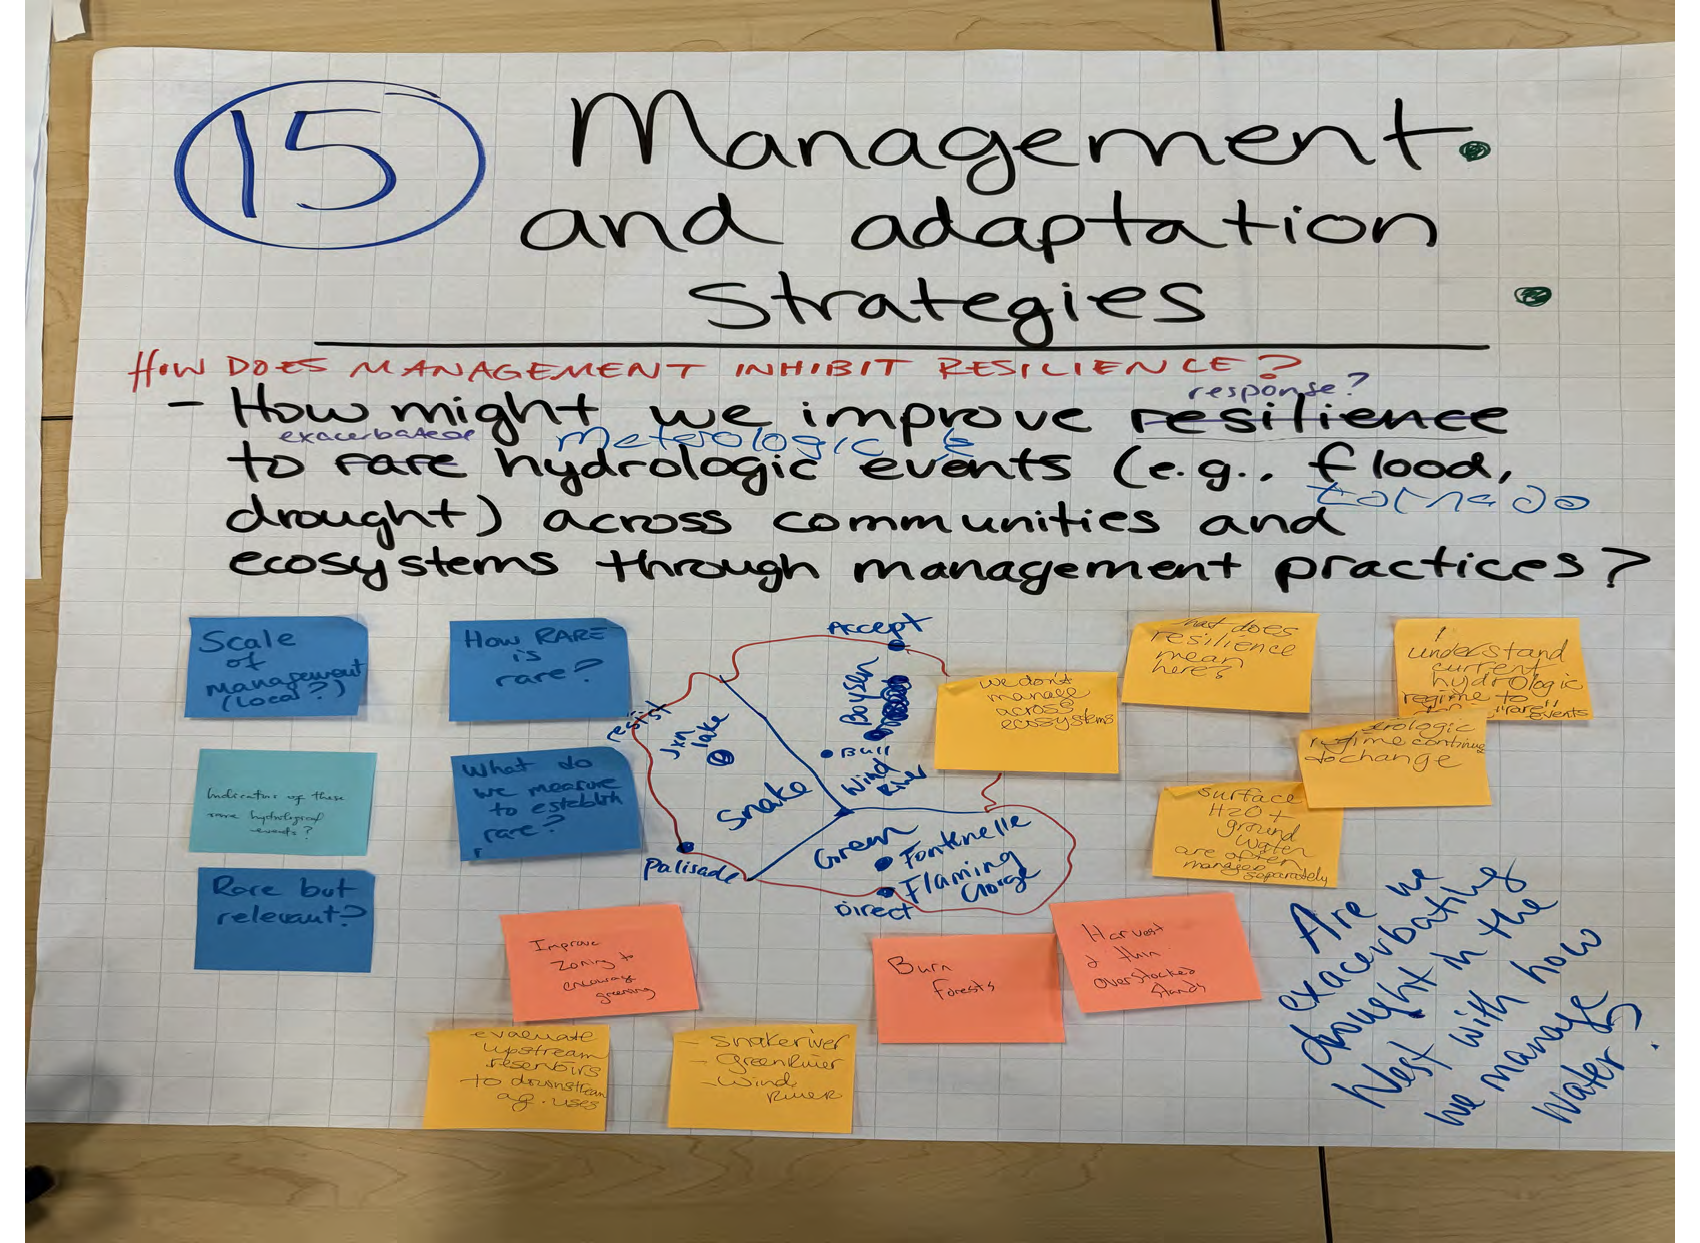 15
Management
and adaptation
Strategies
HOW DOES MANAGEMENT INHIBIT RESILIENCE?
response?
- How might we improve resilience
exacerbated meterologic &
to rare hydrologic events (e.g., flood,
tornado
drought) across communities and
ecosystems through management practices?
Scale
of
management
(local?)
How RARE
is
rare?
Indicators of these
rare hydrological
events?
What do
we measure
to establish
rare?
Rare but
relevant?
Accept
resist
Direct
Jxn
lake
Snake
Palisade
Boysen
Bull
Wind
River
Green
Fontenelle
Flaming
Gorge
we don't
manage
across
ecosystems
what does
resilience
mean
here?
understand
current
hydrologic
regime to
"rare"
events
regime continue
to change
surface
H2O +
ground
water
are often
managed
separately
Improve
zoning to
encourage
greening
Burn
Forests
Harvest
& thin
overstocked
stands
- evaluate
upstream
reservoirs
to downstream
ag. uses
- Snake river
- Green River
- Wind
River
Are we
exacerbating
drought in the
West with how
we manage
water?